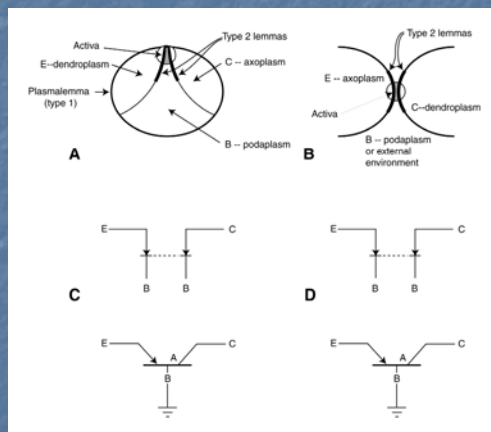 Activa
Type 2 lemmas
E--dendroplasm
C -- axoplasm
Plasmalemma
(type 1)
A
B -- podaplasm
Type 2 lemmas
E -- axoplasm
C--dendroplasm
Activa
B
B -- podaplasm
or external
environment
E
C
B
B
C
E
C
B
B
D
E
A
C
B
E
A
C
B